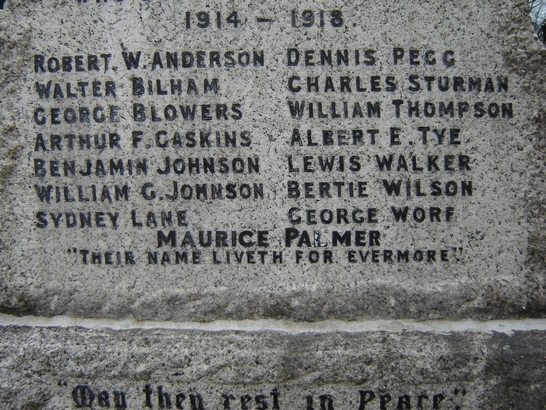 1914 - 1918.
ROBERT. W. ANDERSON DENNIS PEGG
WALTER BILHAM CHARLES STURMAN
GEORGE BLOWERS WILLIAM THOMPSON
ARTHUR F. GASKINS ALBERT E. TYE
BENJAMIN JOHNSON LEWIS WALKER
WILLIAM G. JOHNSON BERTIE WILSON
SYDNEY LANE GEORGE WORF
MAURICE PALMER
"THEIR NAME LIVETH FOR EVERMORE"
"May they rest in Peace."